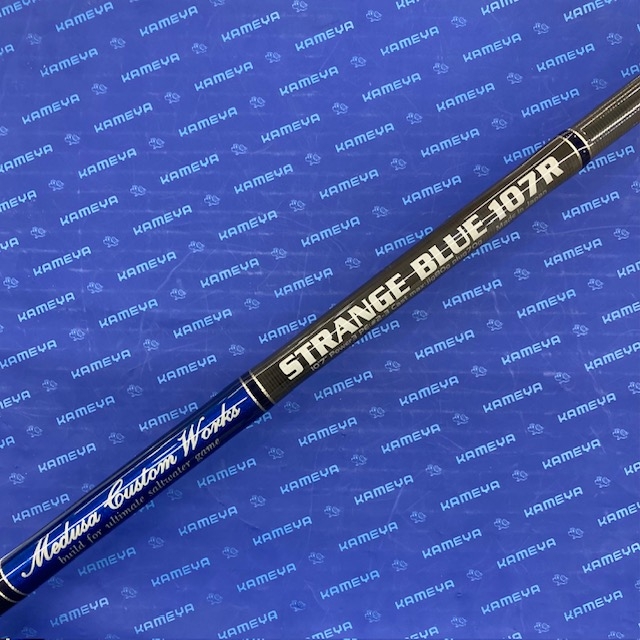 STRANGE BLUE 107R
Medusa Custom Works
build for ultimate saltwater game
KAMEYA